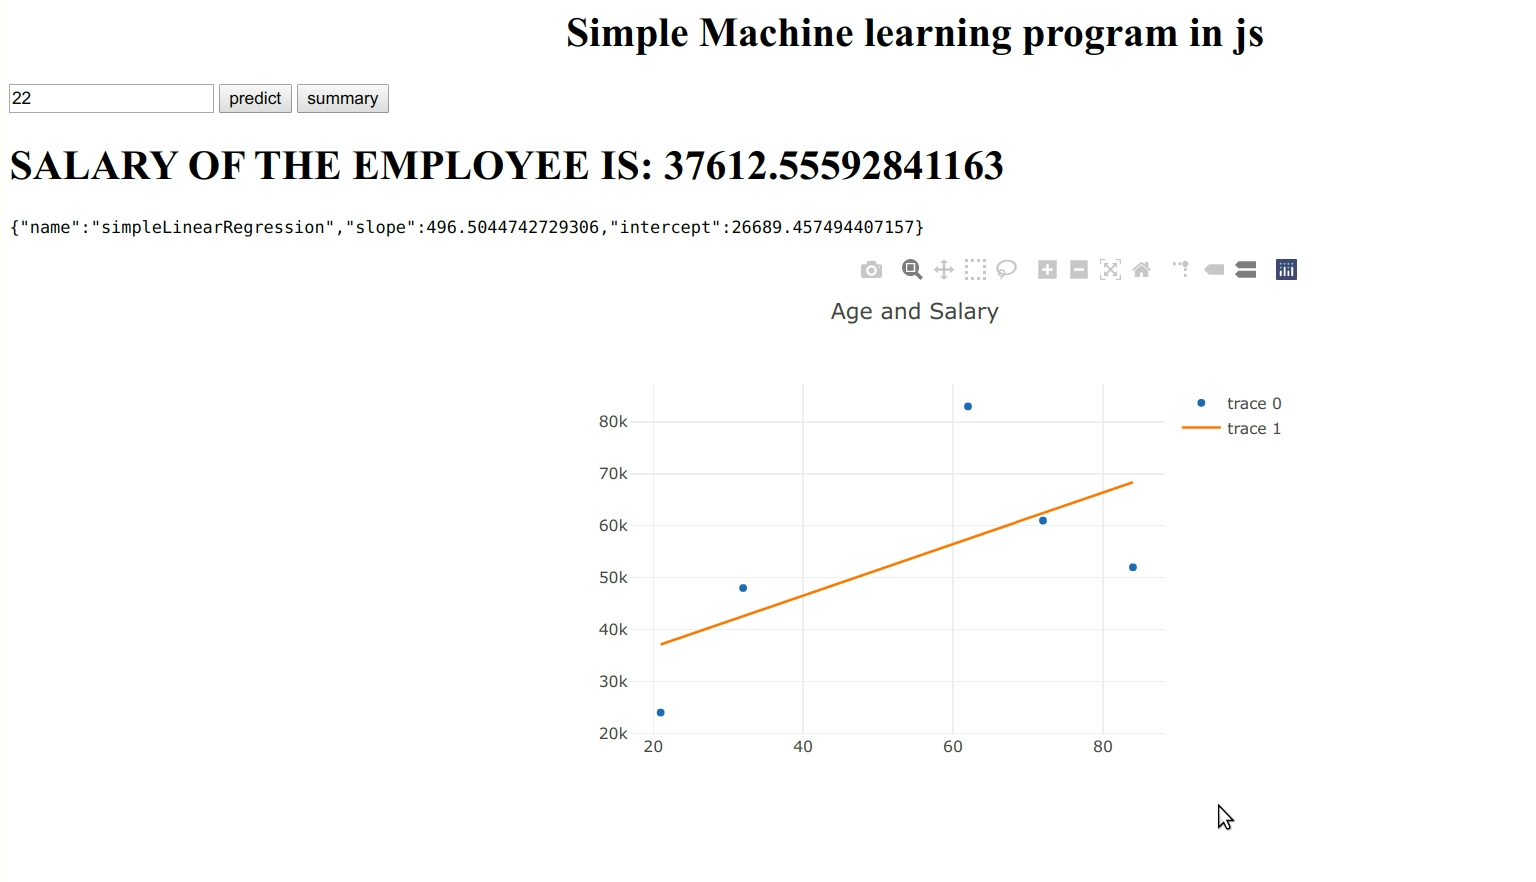 Simple Machine learning program in js
22 predict summary
SALARY OF THE EMPLOYEE IS: 37612.55592841163
{"name":"simpleLinearRegression","slope":496.5044742729306,"intercept":26689.457494407157}
Age and Salary
trace 0
trace 1
80k
70k
60k
50k
40k
30k
20k
20 40 60 80